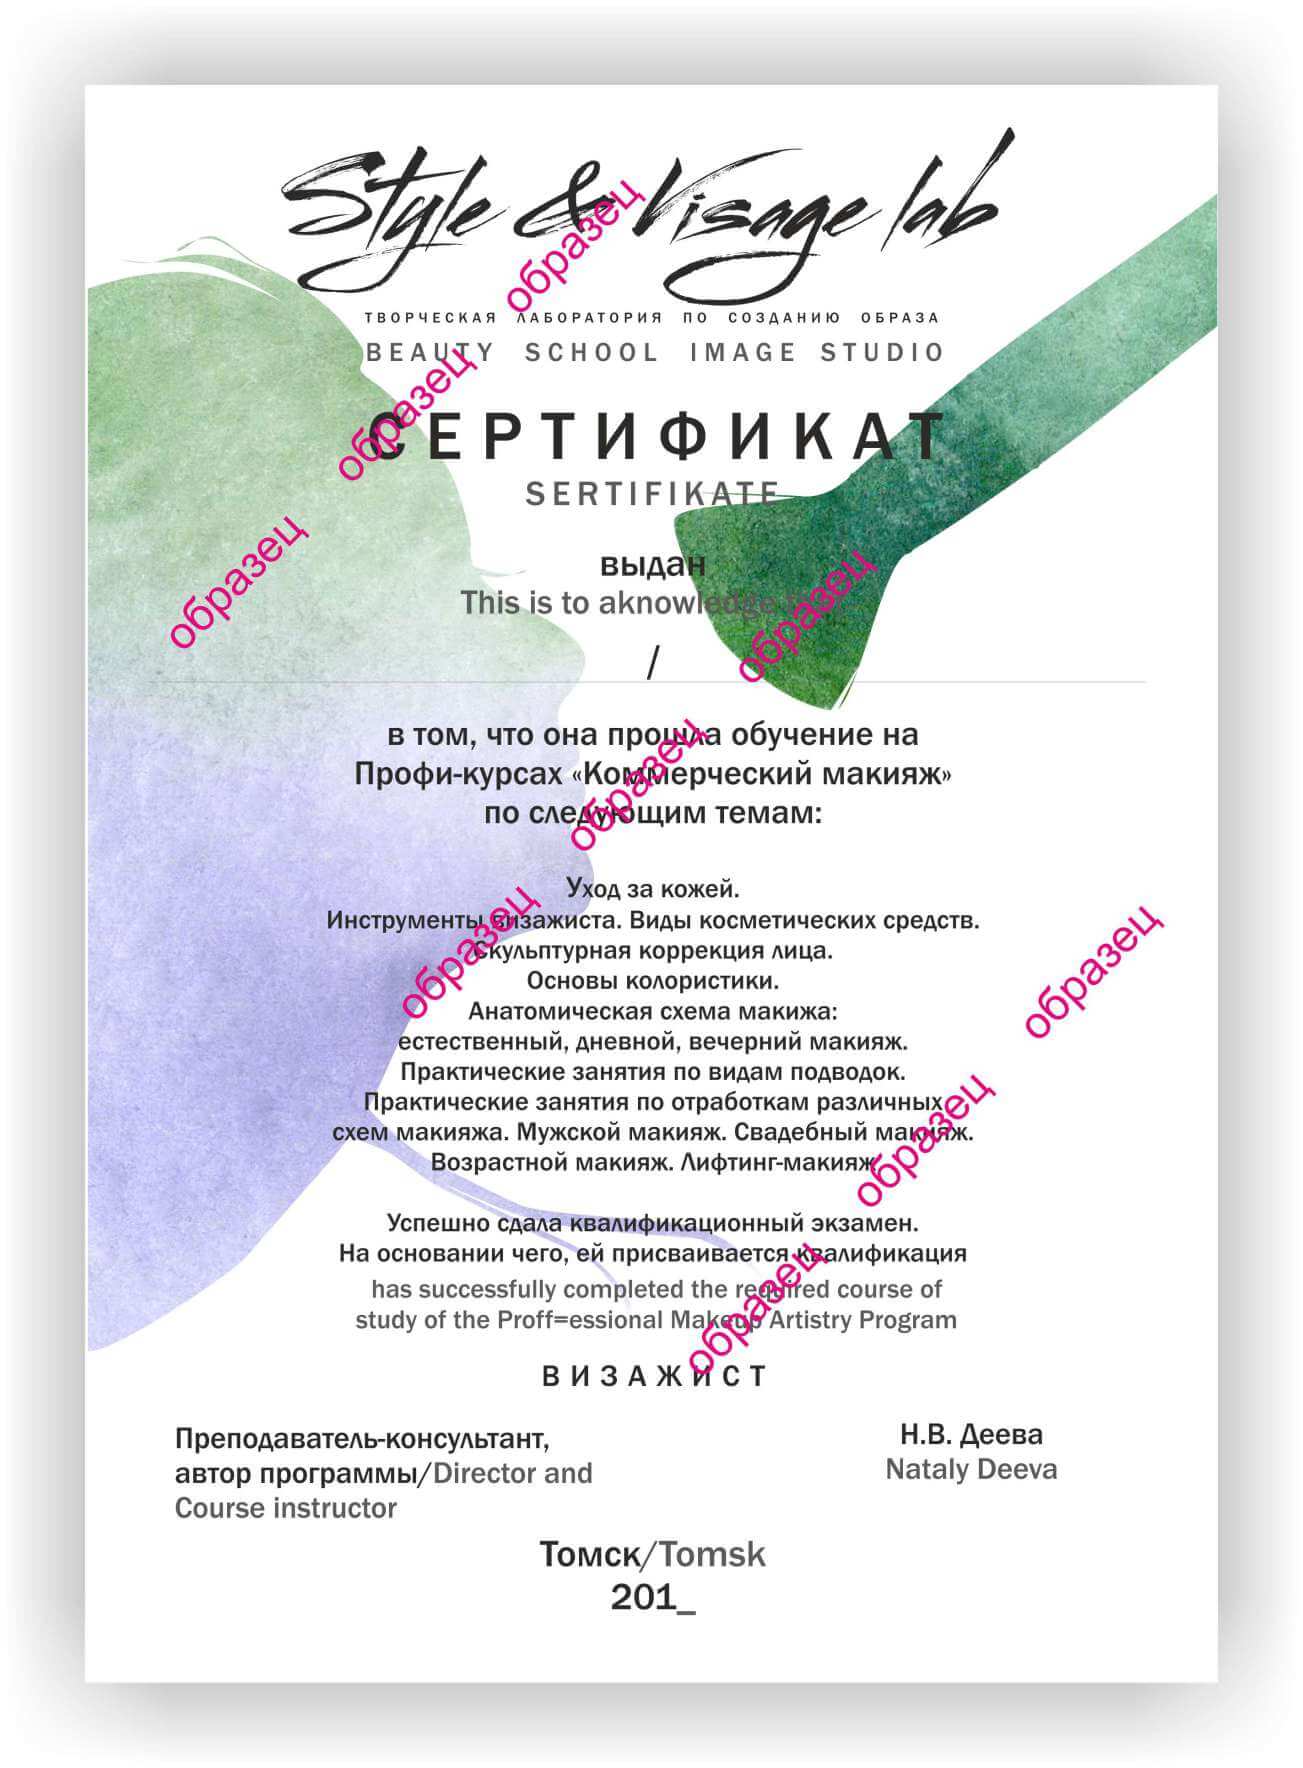 Style & Visage lab
ТВОРЧЕСКАЯ ЛАБОРАТОРИЯ ПО СОЗДАНИЮ ОБРАЗА
BEAUTY SCHOOL IMAGE STUDIO
СЕРТИФИКАТ
SERTIFIKATE
выдан
This is to aknowledge
/
в том, что она прошла обучение на
Профи-курсах «Коммерческий макияж»
по следующим темам:
Уход за кожей.
Инструменты визажиста. Виды косметических средств.
Скульптурная коррекция лица.
Основы колористики.
Анатомическая схема макижа:
естественный, дневной, вечерний макияж.
Практические занятия по видам подводок.
Практические занятия по отработкам различных
схем макияжа. Мужской макияж. Свадебный макияж.
Возрастной макияж. Лифтинг-макияж.
Успешно сдала квалификационный экзамен.
На основании чего, ей присваивается квалификация
has successfully completed the required course of
study of the Proff=essional Makeup Artistry Program
ВИЗАЖИСТ
Преподаватель-консультант,
автор программы/Director and
Course instructor
Н.В. Деева
Nataly Deeva
Томск/Tomsk
201_
образец
образец
образец
образец
образец
образец
образец
образец
образец